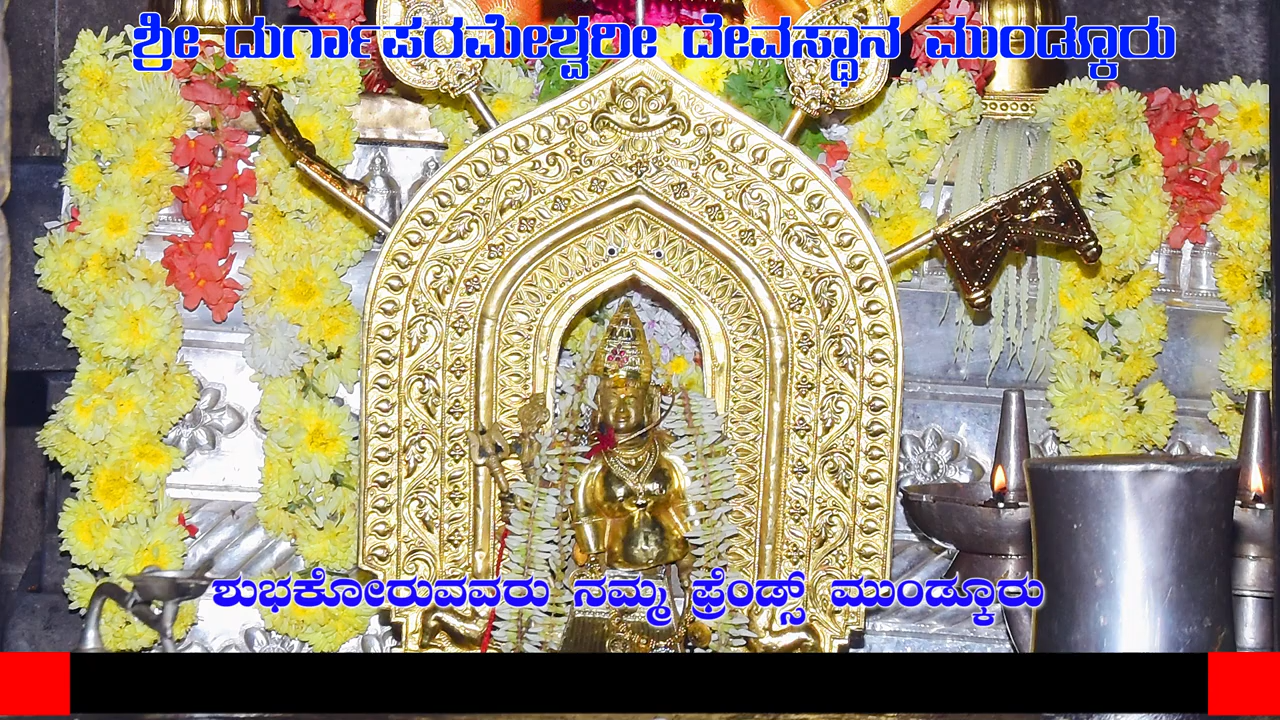 ಶ್ರೀ ದುರ್ಗಾಪರಮೇಶ್ವರೀ ದೇವಸ್ಥಾನ ಮುಂಡ್ಕೂರು
ಶುಭಕೋರುವವರು ನಮ್ಮ ಫ್ರೆಂಡ್ಸ್ ಮುಂಡ್ಕೂರು